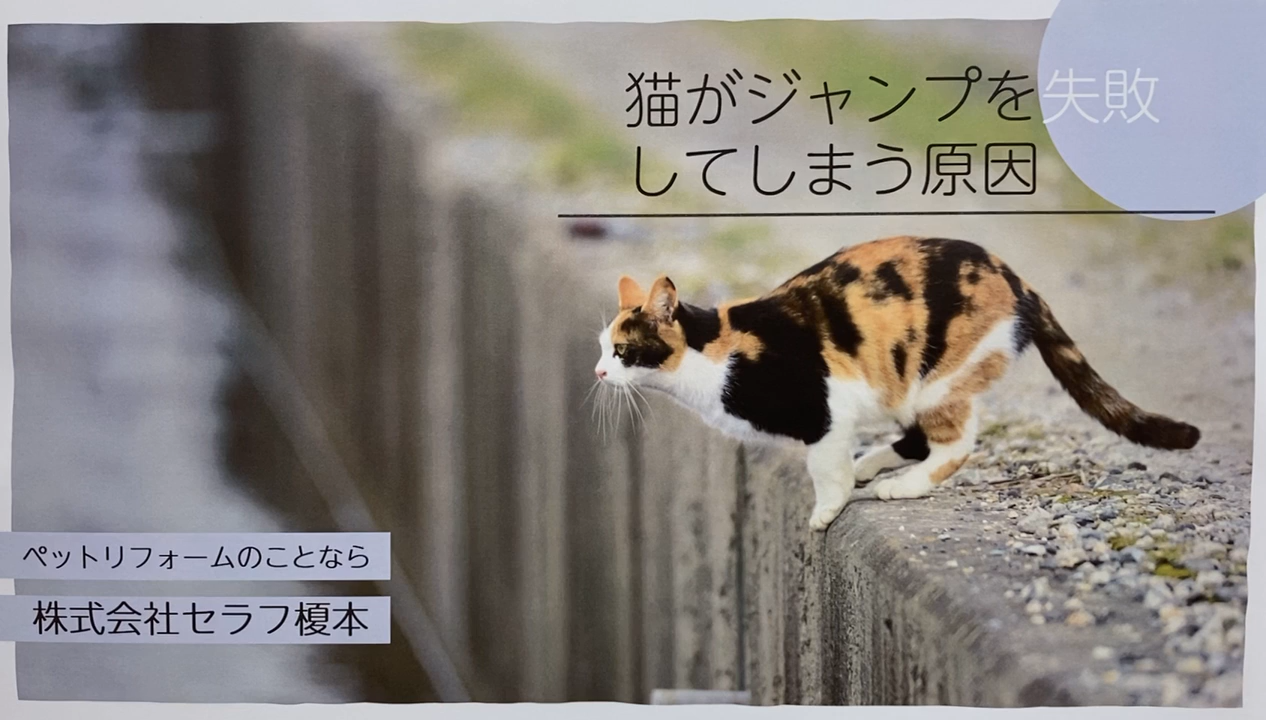 猫がジャンプを失敗
してしまう原因
ペットリフォームのことなら
株式会社セラフ榎本